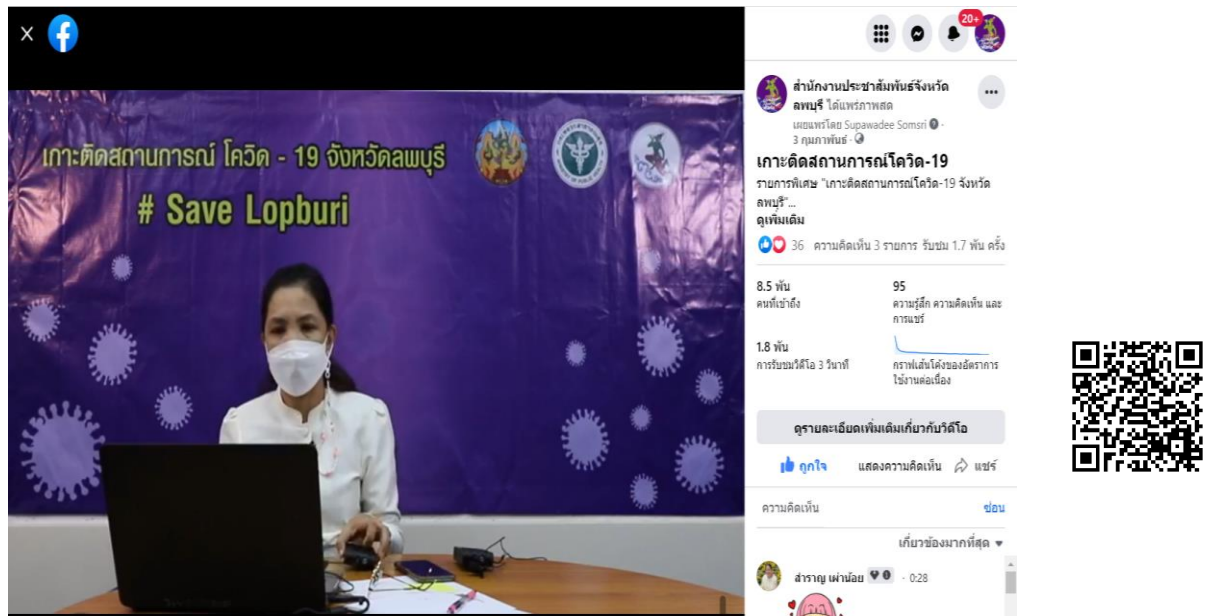 เกาะติดสถานการณ์ โควิด - 19 จังหวัดลพบุรี
# Save Lopburi
20+
สำนักงานประชาสัมพันธ์จังหวัด
ลพบุรี ได้แพร่ภาพสด
เผยแพร่โดย Supawadee Somsri ·
3 กุมภาพันธ์ ·
เกาะติดสถานการณ์โควิด-19
รายการพิเศษ "เกาะติดสถานการณ์โควิด-19 จังหวัด
ลพบุรี"...
ดูเพิ่มเติม
36 ความคิดเห็น 3 รายการ รับชม 1.7 พัน ครั้ง
8.5 พัน
คนที่เข้าถึง
95
ความรู้สึก ความคิดเห็น และ
การแชร์
1.8 พัน
การรับชมวิดีโอ 3 วินาที
กราฟเส้นโค้งของอัตราการ
ใช้งานต่อเนื่อง
ดูรายละเอียดเพิ่มเติมเกี่ยวกับวิดีโอ
ถูกใจ แสดงความคิดเห็น แชร์
ความคิดเห็น ซ่อน
เกี่ยวข้องมากที่สุด
สำราญ เผ่าน้อย · 0:28